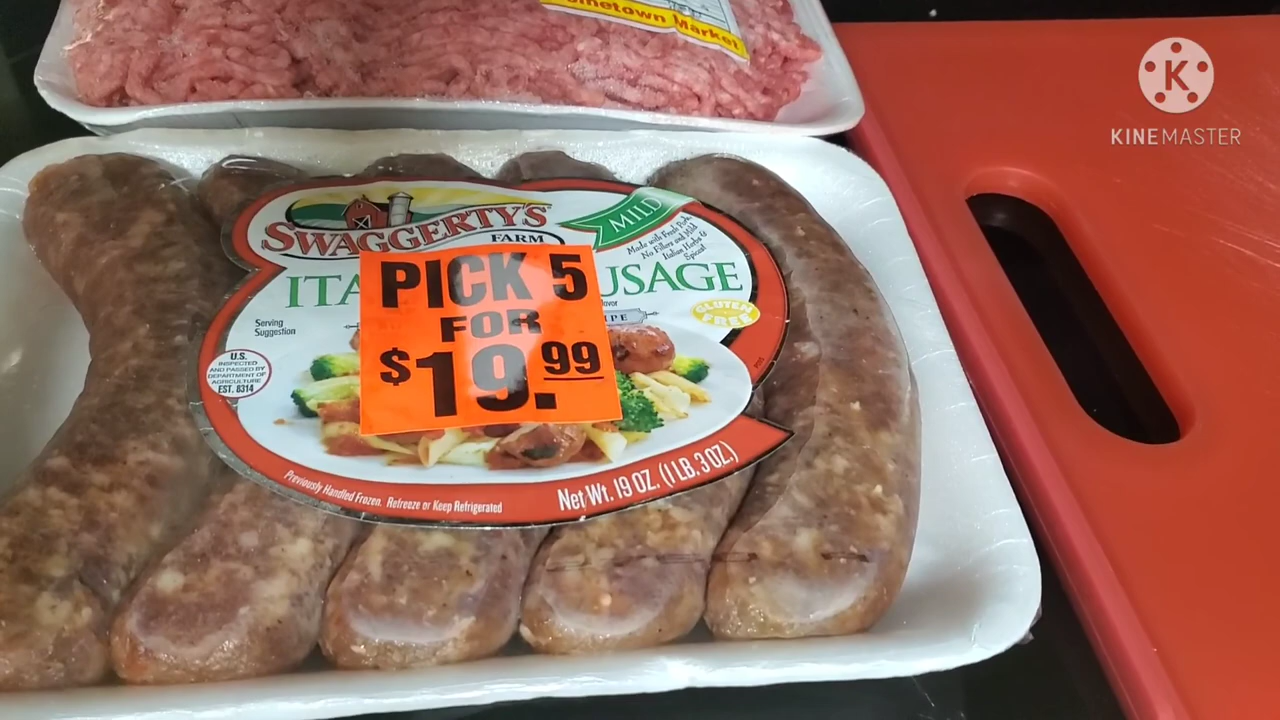 Hometown Market
K
KINEMASTER
SWAGGERTY'S
FARM
MILD
Made with Fresh Pork,
No Fillers and Mild
Italian Herbs &
Spices!
ITA USAGE
PICK 5
FOR
$19.99
GLUTEN
FREE
Serving
Suggestion
U.S.
INSPECTED
AND PASSED BY
DEPARTMENT OF
AGRICULTURE
EST. 8314
Previously Handled Frozen. Refreeze or Keep Refrigerated
Net Wt. 19 OZ. (1 LB. 3 OZ.)